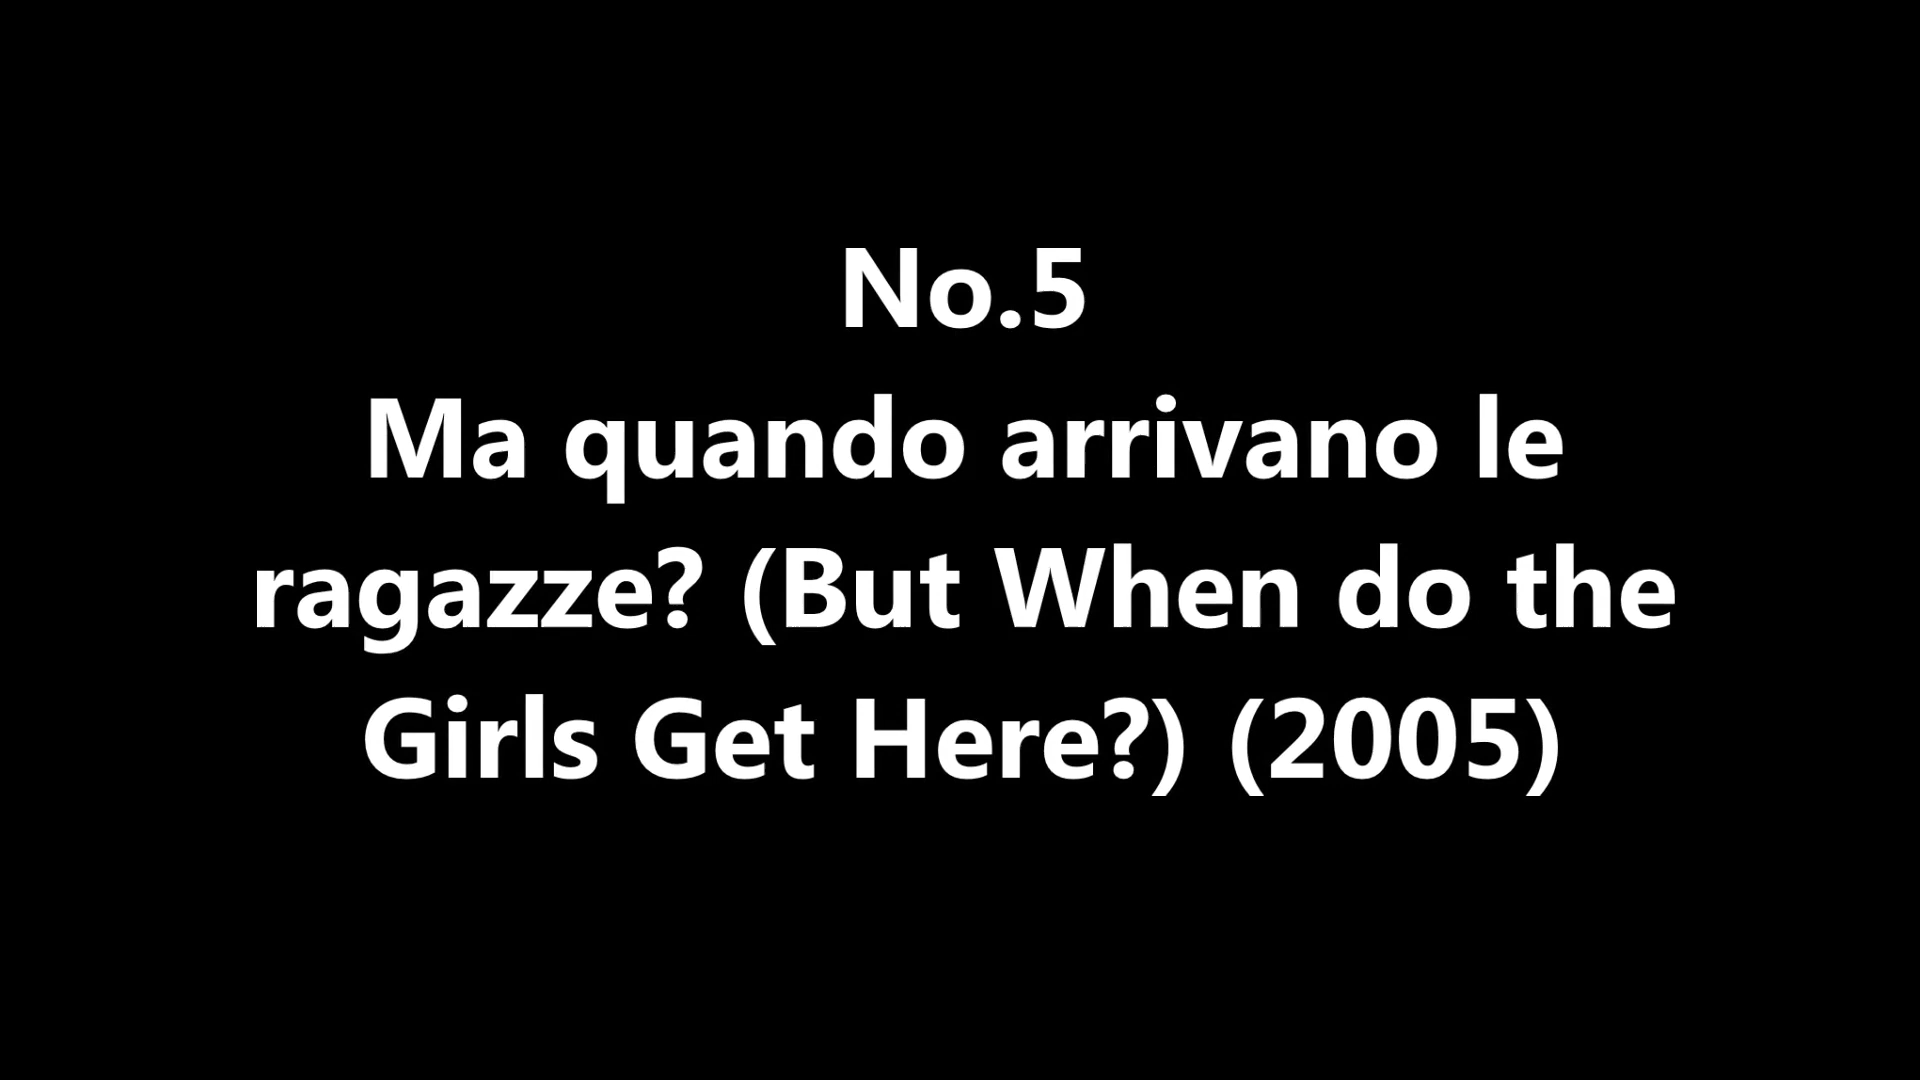 No.5
Ma quando arrivano le
ragazze? (But When do the
Girls Get Here?) (2005)